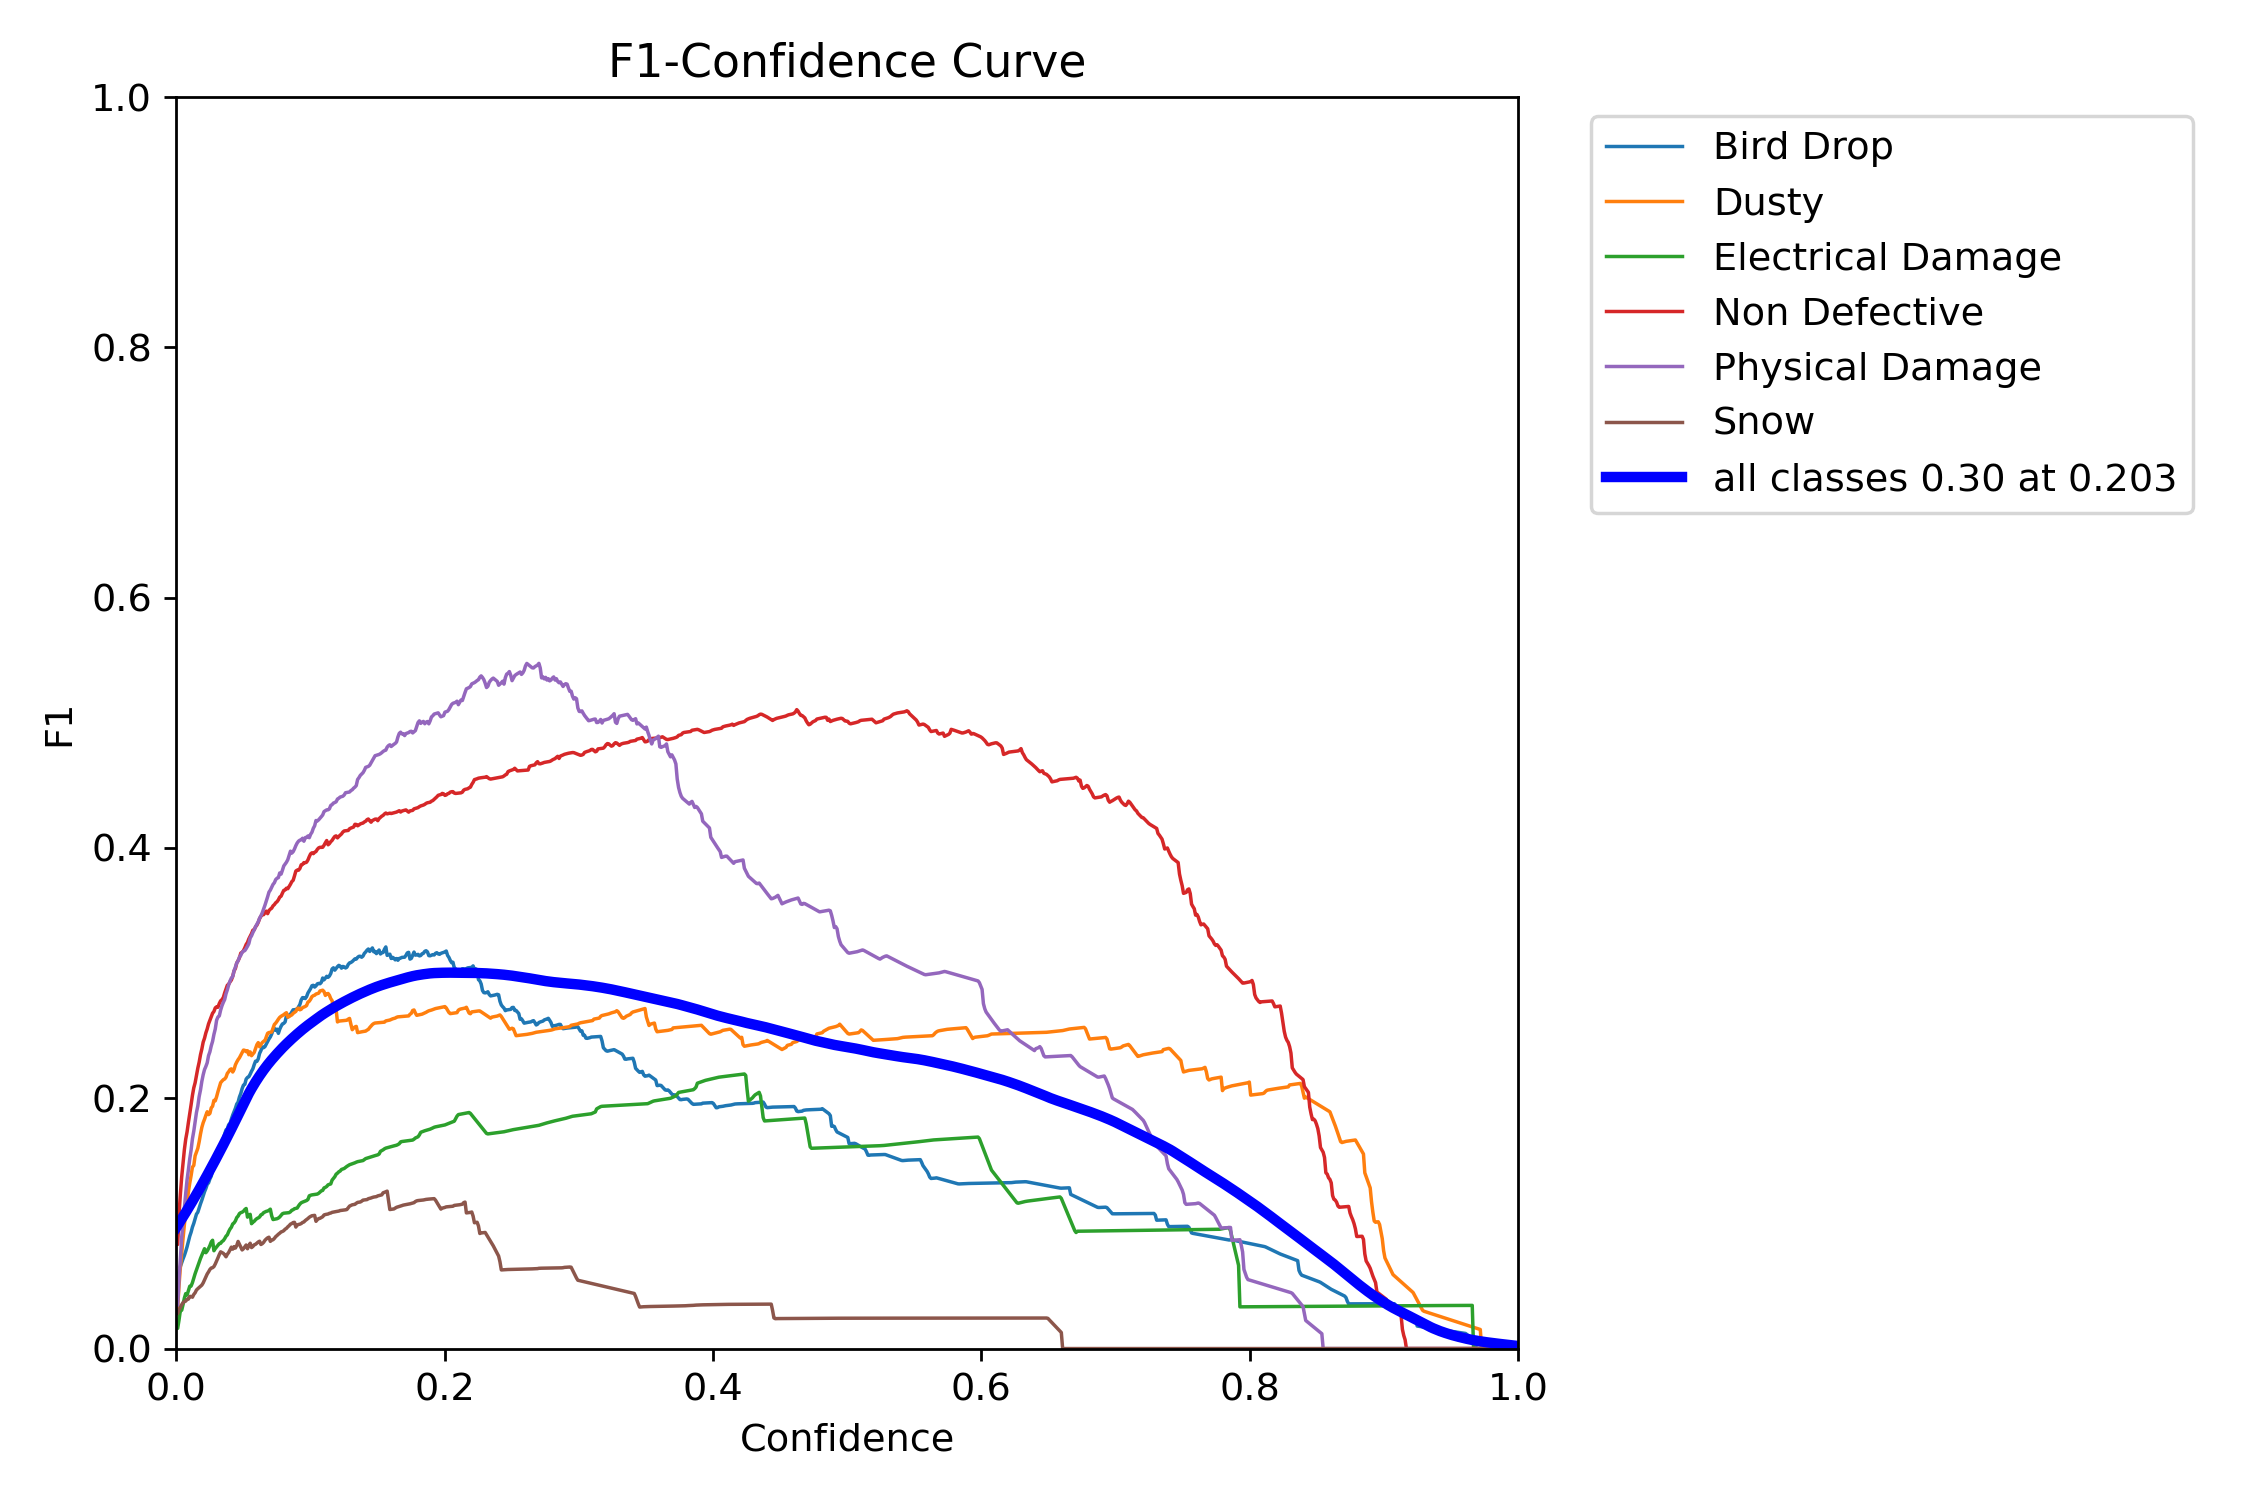 F1-Confidence Curve
1.0
0.8
0.6
0.4
0.2
0.0
F1
0.0 0.2 0.4 0.6 0.8 1.0
Confidence
Bird Drop
Dusty
Electrical Damage
Non Defective
Physical Damage
Snow
all classes 0.30 at 0.203